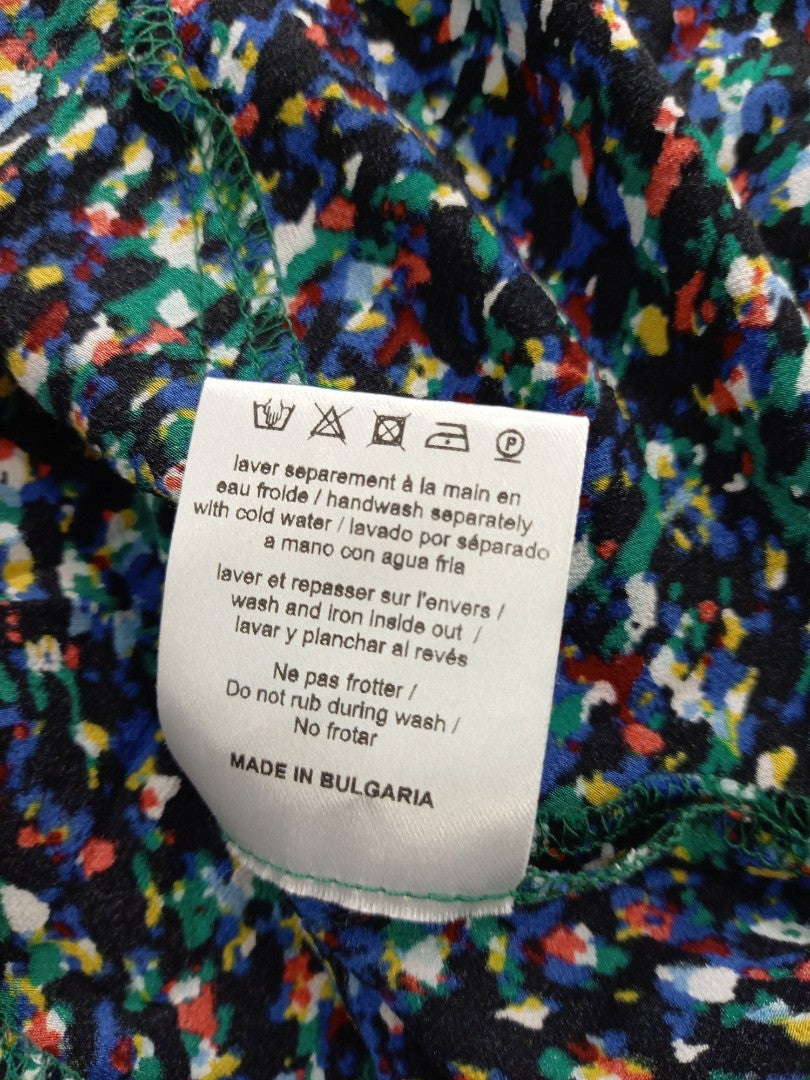 P
laver separement à la main en
eau froide / handwash separately
with cold water / lavado por séparado
a mano con agua fria
laver et repasser sur l'envers /
wash and iron inside out /
lavar y planchar al revés
Ne pas frotter /
Do not rub during wash /
No frotar
MADE IN BULGARIA